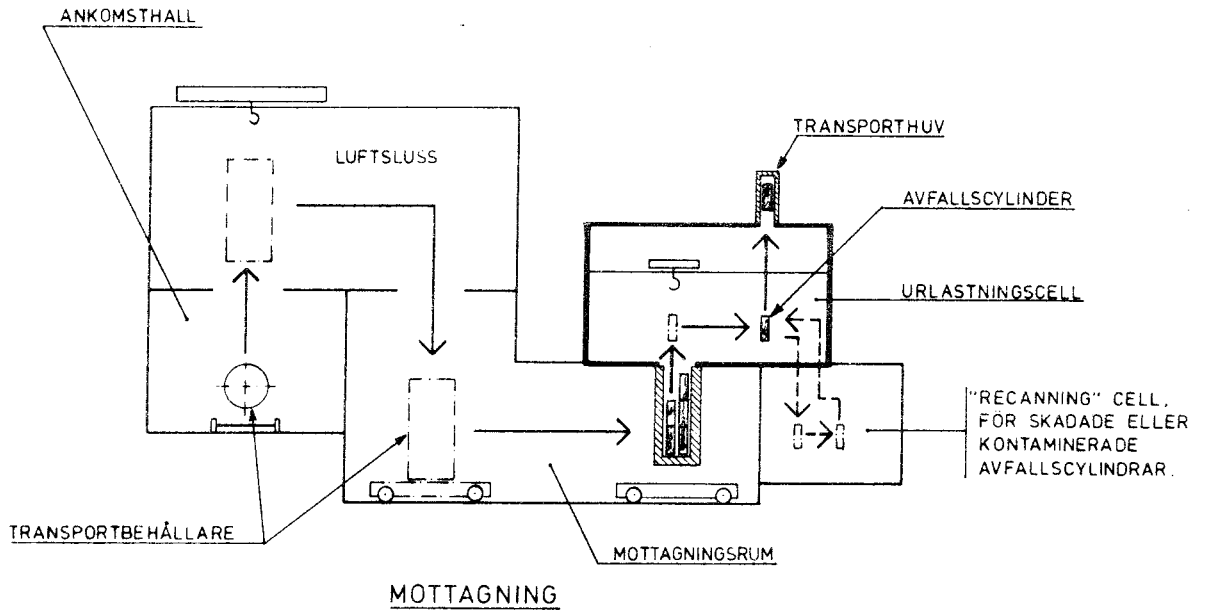 ANKOMSTHALL
LUFTSLUSS
TRANSPORTHUV
AVFALLSCYLINDER
URLASTNINGSCELL
"RECANNING" CELL,
FÖR SKADADE ELLER
KONTAMINERADE
AVFALLSCYLINDRAR.
TRANSPORTBEHÅLLARE
MOTTAGNINGSRUM
MOTTAGNING